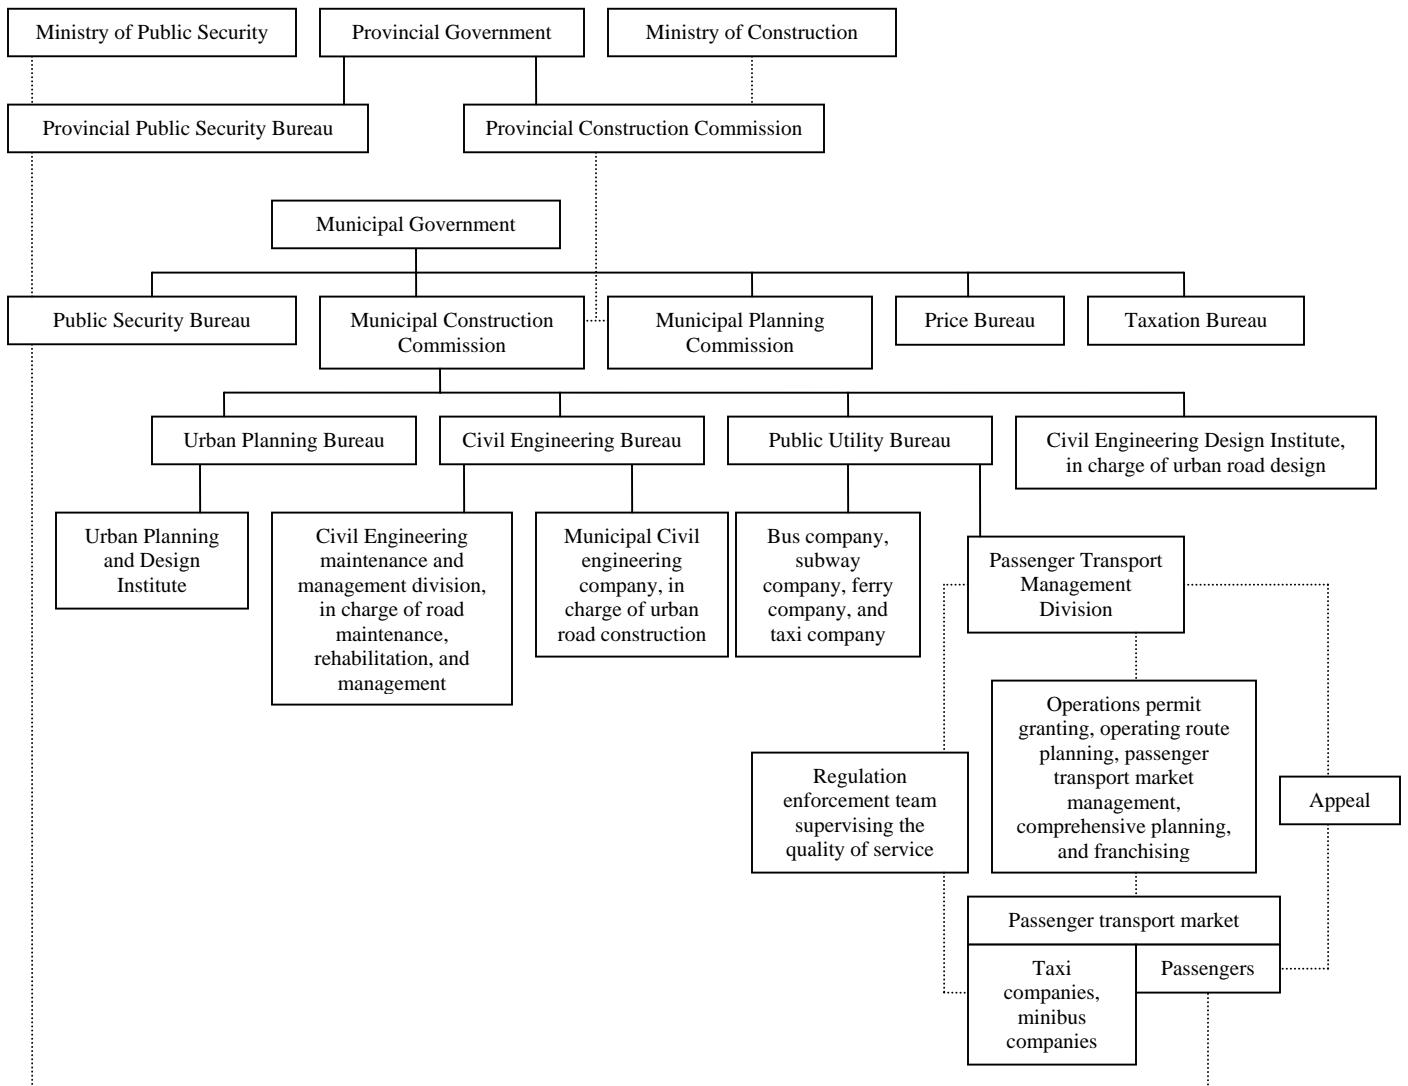 Ministry of Public Security
Provincial Government
Ministry of Construction
Provincial Public Security Bureau
Provincial Construction Commission
Municipal Government
Public Security Bureau
Municipal Construction
Commission
Municipal Planning
Commission
Price Bureau
Taxation Bureau
Urban Planning Bureau
Civil Engineering Bureau
Public Utility Bureau
Civil Engineering Design Institute,
in charge of urban road design
Urban Planning
and Design
Institute
Civil Engineering
maintenance and
management division,
in charge of road
maintenance,
rehabilitation, and
management
Municipal Civil
engineering
company, in
charge of urban
road construction
Bus company,
subway
company, ferry
company, and
taxi company
Passenger Transport
Management
Division
Operations permit
granting, operating route
planning, passenger
transport market
management,
comprehensive planning,
and franchising
Regulation
enforcement team
supervising the
quality of service
Appeal
Passenger transport market
Taxi
companies,
minibus
companies
Passengers